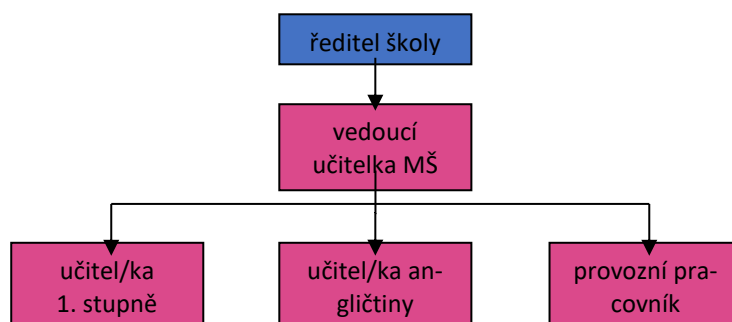 ředitel školy
vedoucí
učitelka MŠ
učitel/ka
1. stupně
učitel/ka an-
gličtiny
provozní pra-
covník